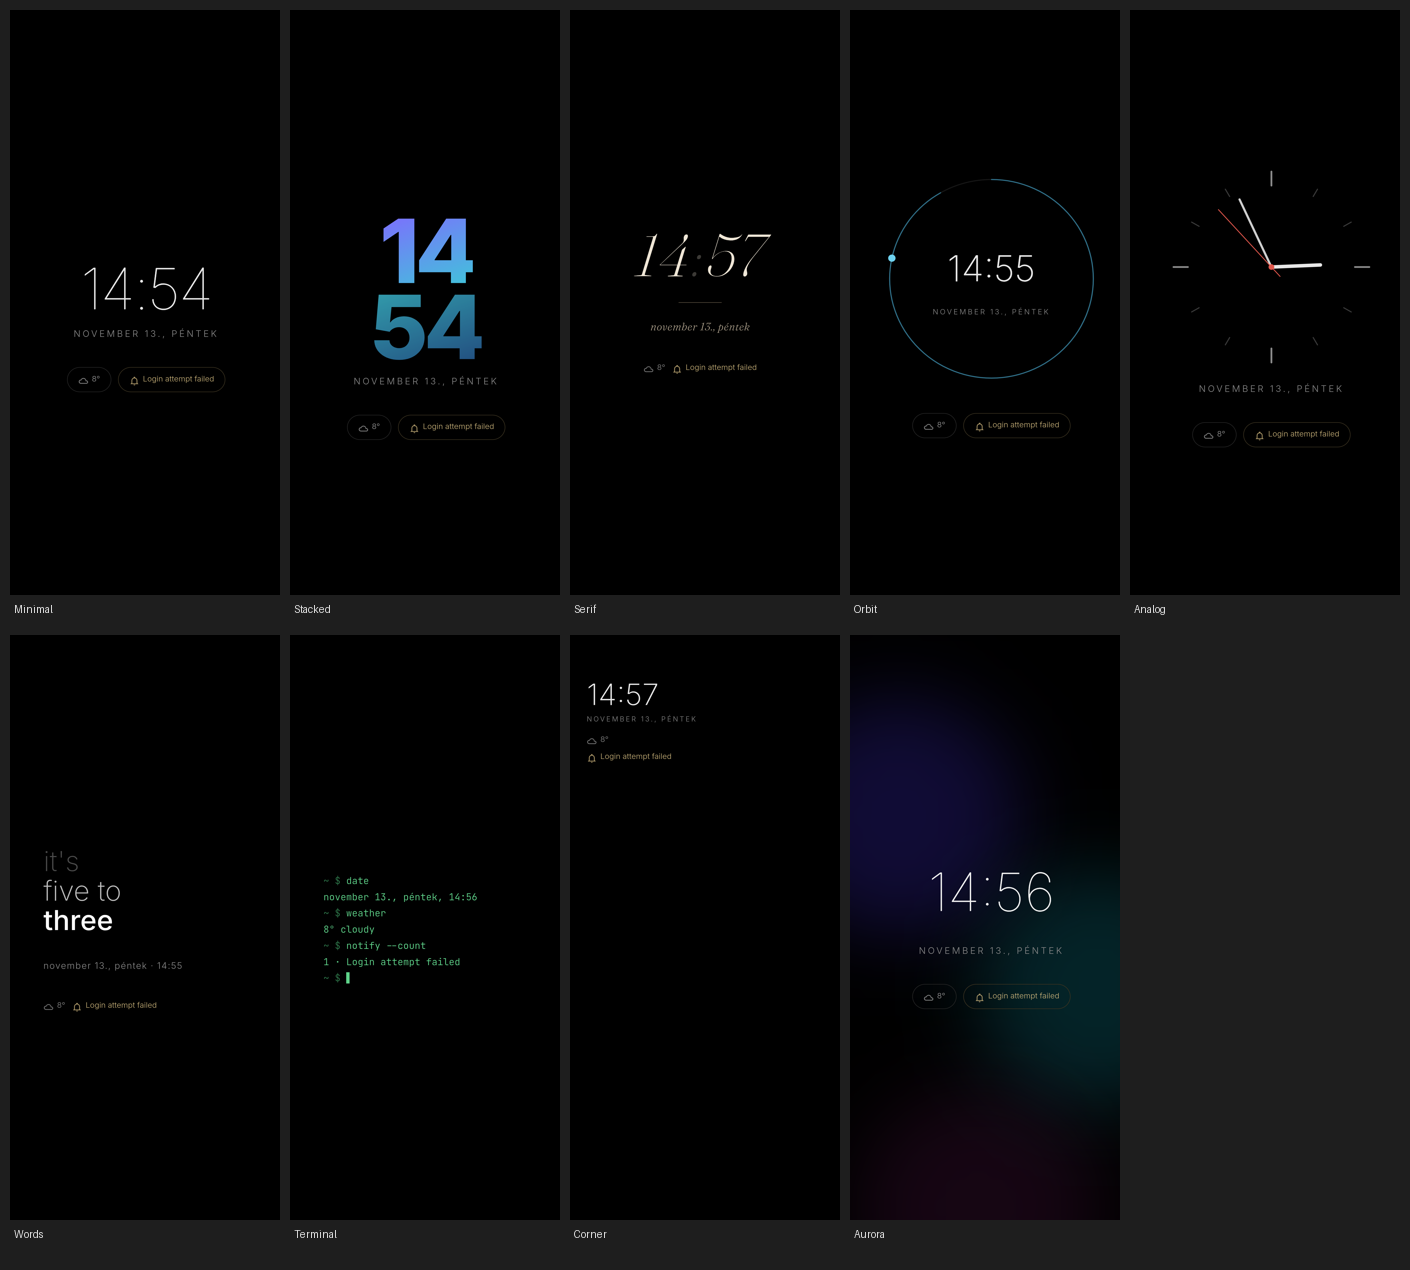 14:54
NOVEMBER 13., PÉNTEK
8° Login attempt failed
Minimal
14
54
NOVEMBER 13., PÉNTEK
8° Login attempt failed
Stacked
14:57
november 13., péntek
8° Login attempt failed
Serif
14:55
NOVEMBER 13., PÉNTEK
8° Login attempt failed
Orbit
NOVEMBER 13., PÉNTEK
8° Login attempt failed
Analog
it's
five to
three
november 13., péntek · 14:55
8° Login attempt failed
Words
~ $ date
november 13., péntek, 14:56
~ $ weather
8° cloudy
~ $ notify --count
1 · Login attempt failed
~ $
Terminal
14:57
NOVEMBER 13., PÉNTEK
8°
Login attempt failed
Corner
14:56
NOVEMBER 13., PÉNTEK
8° Login attempt failed
Aurora